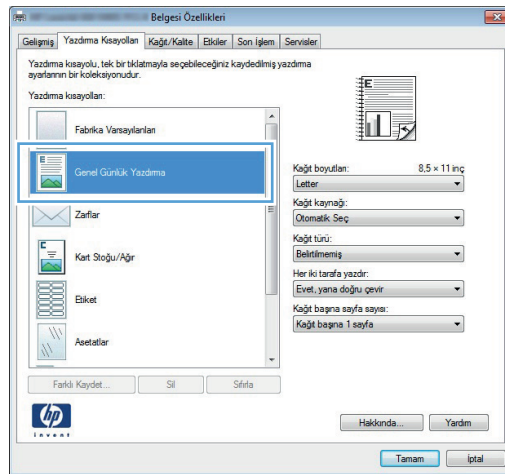 Belgesi Özellikleri
Gelişmiş Yazdırma Kısayolları Kağıt/Kalite Etkiler Son İşlem Servisler
Yazdırma kısayolu, tek bir tıklatmayla seçebileceğiniz kaydedilmiş yazdırma
ayarlarının bir koleksiyonudur.
Yazdırma kısayolları:
Fabrika Varsayılanları
Genel Günlük Yazdırma
Zarflar
Kart Stoğu/Ağır
Etiket
Asetatlar
Farklı Kaydet... Sil Sıfırla
Kağıt boyutları: 8,5 × 11 inç
Letter
Kağıt kaynağı:
Otomatik Seç
Kağıt türü:
Belirtilmemiş
Her iki tarafa yazdır:
Evet, yana doğru çevir
Kağıt başına sayfa sayısı:
Kağıt başına 1 sayfa
hp
invent
Hakkında... Yardım
Tamam İptal